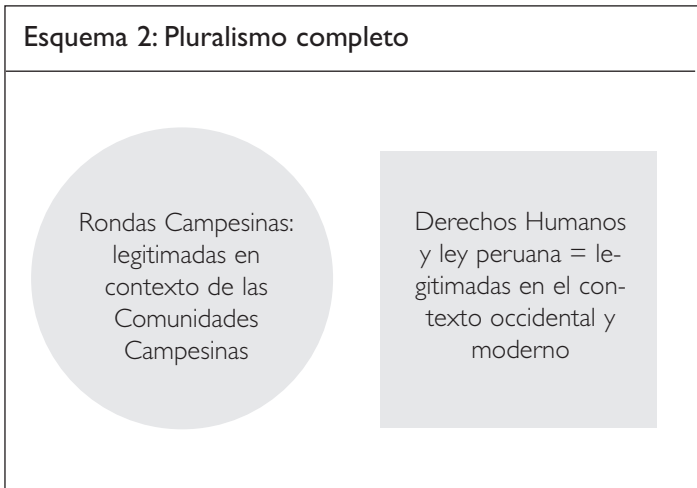 Esquema 2: Pluralismo completo
Rondas Campesinas:
legitimadas en
contexto de las
Comunidades
Campesinas
Derechos Humanos
y ley peruana = le-
gitimadas en el con-
texto occidental y
moderno